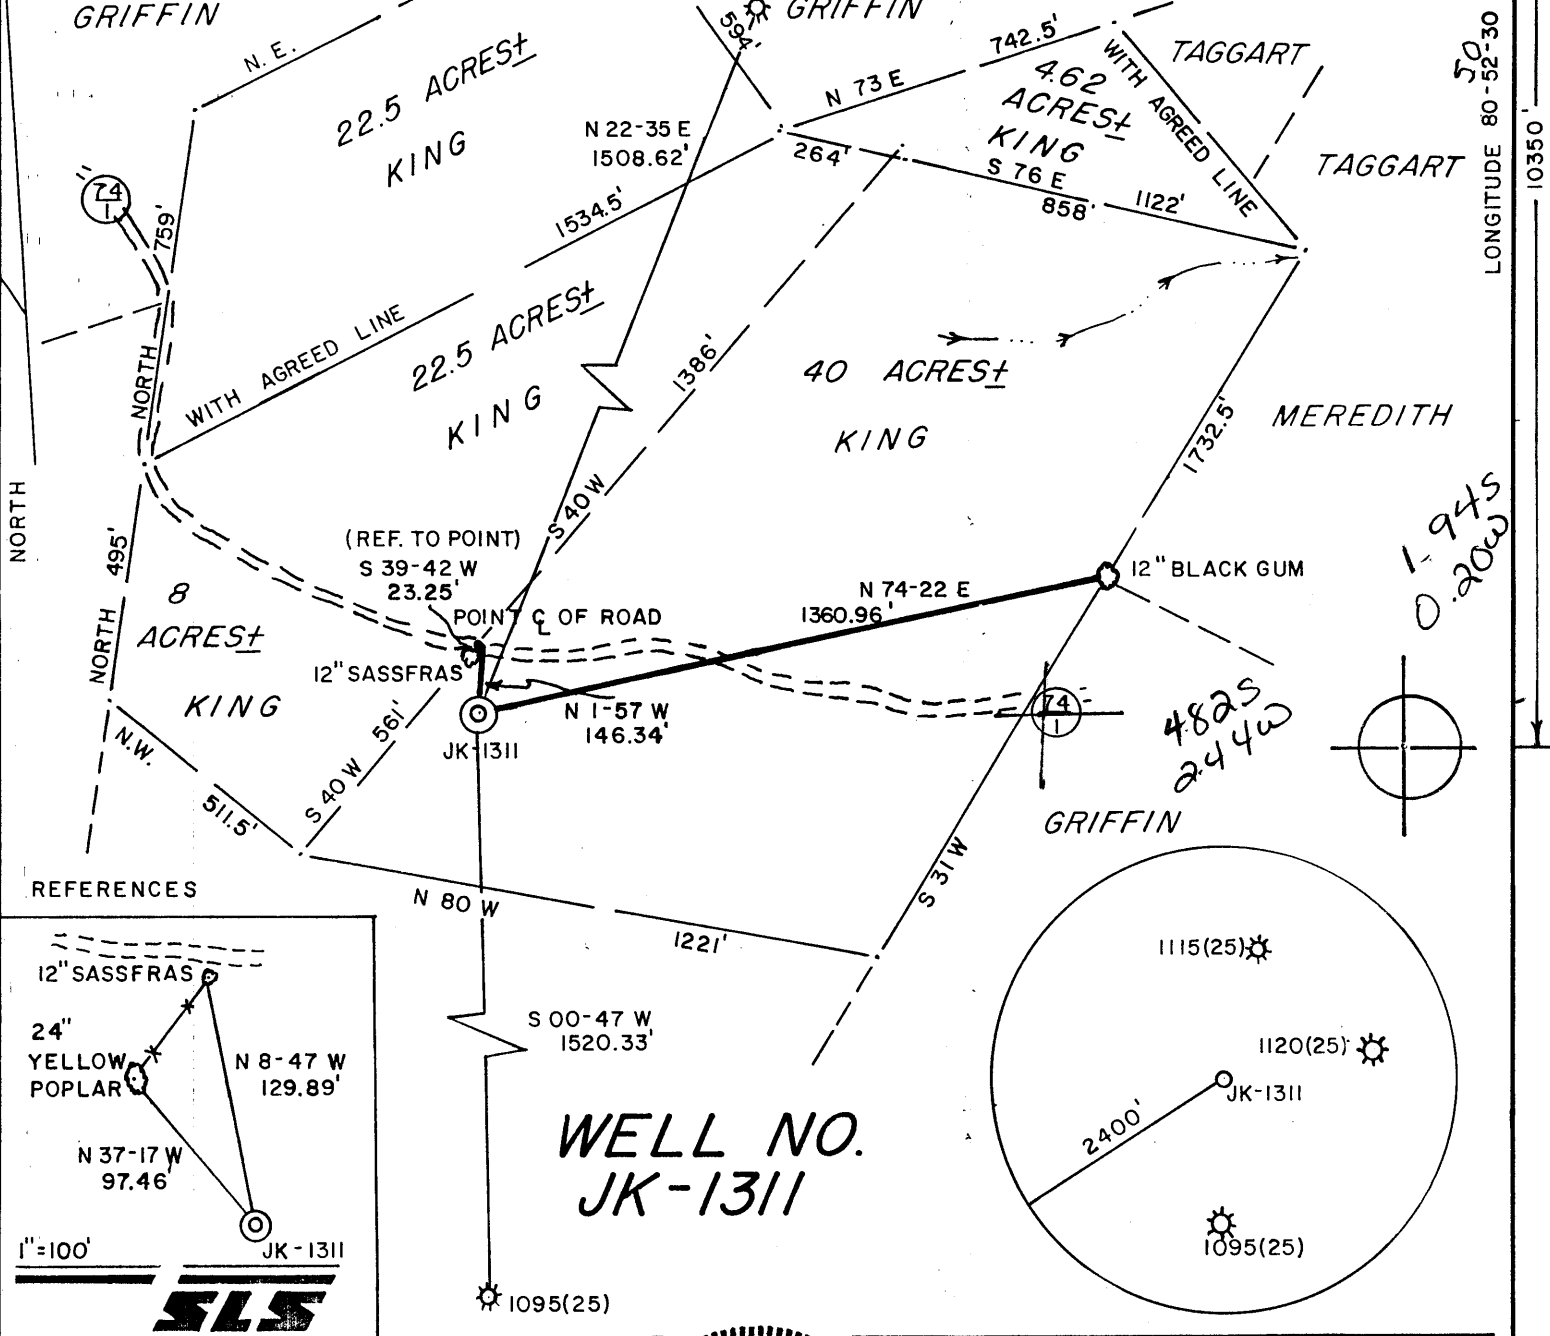 GRIFFIN
GRIFFIN
594'
N. E.
22.5 ACRES±
KING
N 22-35 E
1508.62'
742.5'
N 73 E
4.62
ACRES±
KING
WITH AGREED LINE
TAGGART
TAGGART
50
LONGITUDE 80-52-30
10350'
264'
S 76 E
858'
1122'
74
1
759'
1534.5'
NORTH
WITH AGREED LINE
22.5 ACRES±
KING
1386'
S 40 W
40 ACRES±
KING
1732.5'
MEREDITH
1.94S
0.20W
NORTH
NORTH 495'
8
ACRES±
KING
(REF. TO POINT)
S 39-42 W
23.25'
POINT ℄ OF ROAD
12" SASSFRAS
N 74-22 E
1360.96'
12" BLACK GUM
N 1-57 W
146.34'
JK-1311
74
1
4.82S
2.44W
N.W.
511.5'
S 40 W 561'
GRIFFIN
S 31 W
N 80 W
1221'
REFERENCES
12" SASSFRAS
24"
YELLOW
POPLAR
N 8-47 W
129.89'
N 37-17 W
97.46'
1"=100'
JK-1311
SLS
S 00-47 W
1520.33'
WELL NO.
JK-1311
1095(25)
1115(25)
1120(25)
JK-1311
2400'
1095(25)